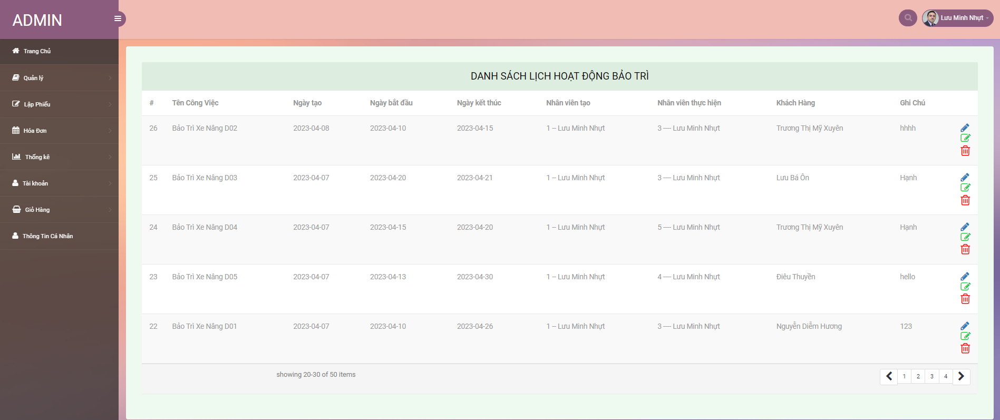 ADMIN
Lưu Minh Nhựt
Trang Chủ
Quản lý
Lập Phiếu
Hóa Đơn
Thống kê
Tài khoản
Giỏ Hàng
Thông Tin Cá Nhân
DANH SÁCH LỊCH HOẠT ĐỘNG BẢO TRÌ
# Tên Công Việc Ngày tạo Ngày bắt đầu Ngày kết thúc Nhân viên tạo Nhân viên thực hiện Khách Hàng Ghi Chú
26 Bảo Trì Xe Nâng D02 2023-04-08 2023-04-10 2023-04-15 1 -- Lưu Minh Nhựt 3 ---- Lưu Minh Nhựt Trương Thị Mỹ Xuyên hhhh
25 Bảo Trì Xe Nâng D03 2023-04-07 2023-04-20 2023-04-21 1 -- Lưu Minh Nhựt 3 ---- Lưu Minh Nhựt Lưu Bá Ôn Hạnh
24 Bảo Trì Xe Nâng D04 2023-04-07 2023-04-15 2023-04-20 1 -- Lưu Minh Nhựt 5 ---- Lưu Minh Nhựt Trương Thị Mỹ Xuyên Hạnh
23 Bảo Trì Xe Nâng D05 2023-04-07 2023-04-13 2023-04-30 1 -- Lưu Minh Nhựt 4 ---- Lưu Minh Nhựt Điêu Thuyền hello
22 Bảo Trì Xe Nâng D01 2023-04-07 2023-04-10 2023-04-26 1 -- Lưu Minh Nhựt 3 ---- Lưu Minh Nhựt Nguyễn Diễm Hương 123
showing 20-30 of 50 items 1 2 3 4